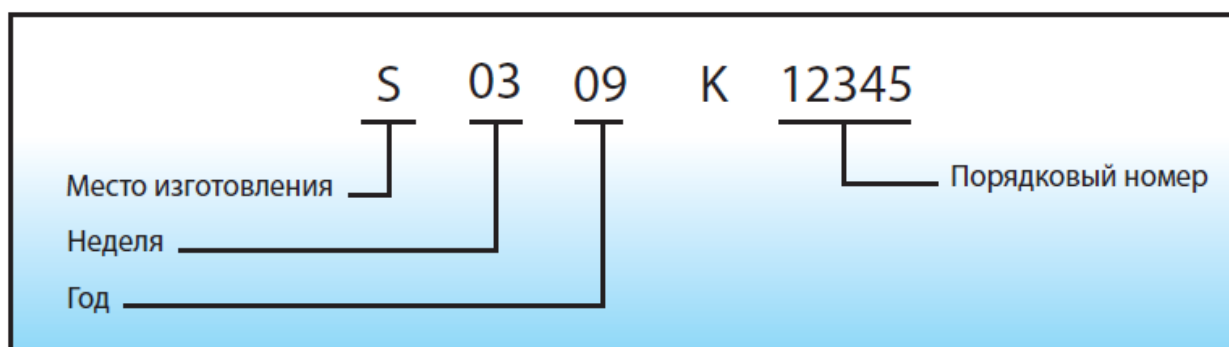 S 03 09 K 12345
Место изготовления
Порядковый номер
Неделя
Год